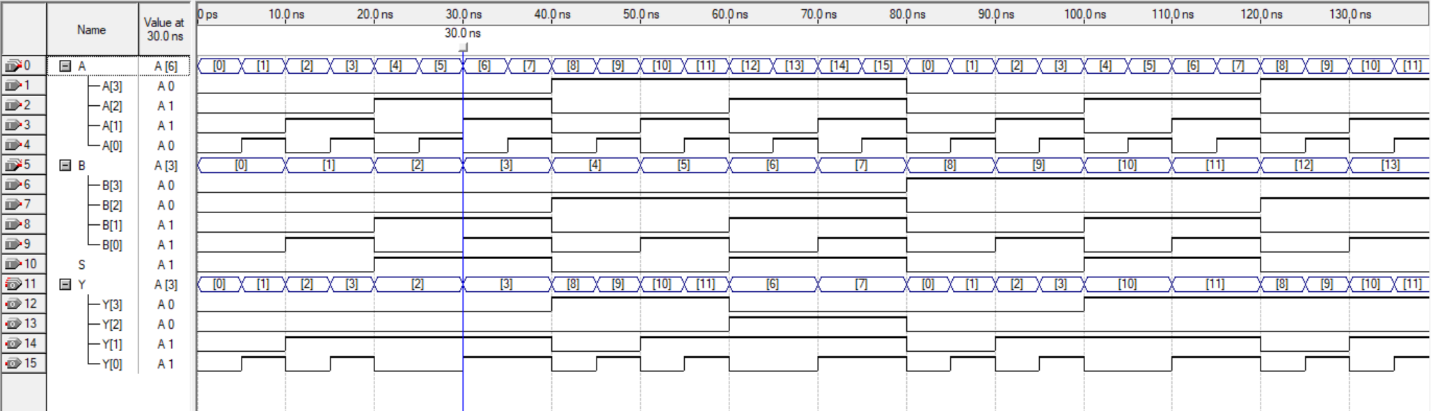 Name Value at 30.0 ns 0 ps 10.0 ns 20.0 ns 30.0 ns 40.0 ns 50.0 ns 60.0 ns 70.0 ns 80.0 ns 90.0 ns 100.0 ns 110.0 ns 120.0 ns 130.0 ns
30.0 ns
0 A A [6] [0] [1] [2] [3] [4] [5] [6] [7] [8] [9] [10] [11] [12] [13] [14] [15] [0] [1] [2] [3] [4] [5] [6] [7] [8] [9] [10] [11]
1 A[3] A 0
2 A[2] A 1
3 A[1] A 1
4 A[0] A 0
5 B A [3] [0] [1] [2] [3] [4] [5] [6] [7] [8] [9] [10] [11] [12] [13]
6 B[3] A 0
7 B[2] A 0
8 B[1] A 1
9 B[0] A 1
10 S A 1
11 Y A [3] [0] [1] [2] [3] [2] [3] [8] [9] [10] [11] [6] [7] [0] [1] [2] [3] [10] [11] [8] [9] [10] [11]
12 Y[3] A 0
13 Y[2] A 0
14 Y[1] A 1
15 Y[0] A 1